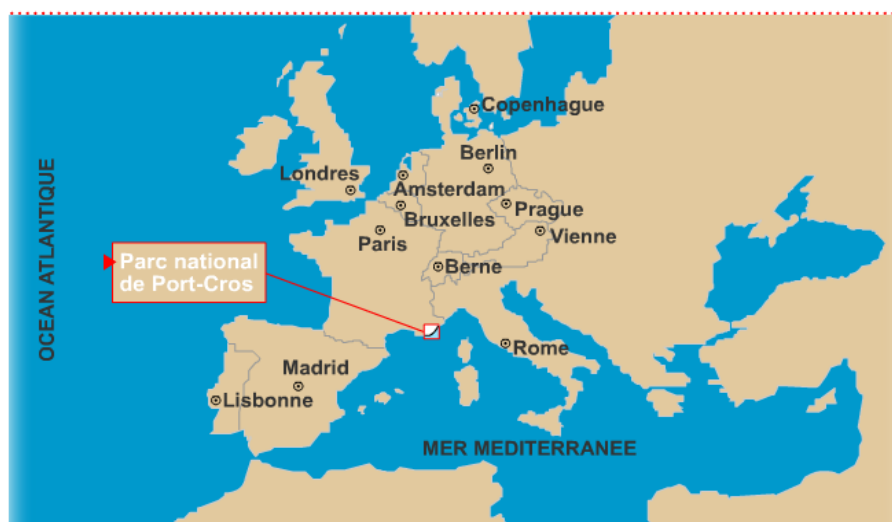 Copenhague
Berlin
Londres
Amsterdam
Prague
Bruxelles
Paris
Vienne
OCEAN ATLANTIQUE
Parc national
de Port-Cros
Berne
Rome
Madrid
Lisbonne
MER MEDITERRANEE